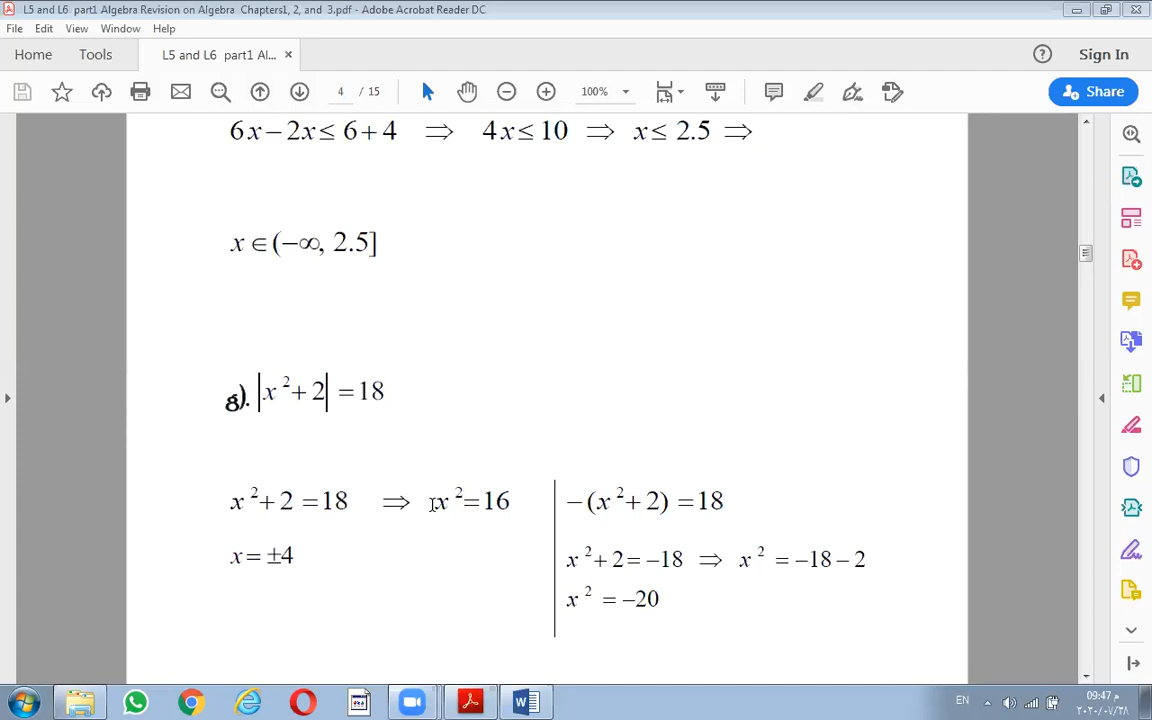 L5 and L6 part1 Algebra Revision on Algebra Chapters1, 2, and 3.pdf - Adobe Acrobat Reader DC
File Edit View Window Help
Home Tools L5 and L6 part1 Al... × Sign In
4 / 15 100% Share
6x − 2x ≤ 6 + 4 ⇒ 4x ≤ 10 ⇒ x ≤ 2.5 ⇒
x ∈ (−∞, 2.5]
g). |x² + 2| = 18
x² + 2 = 18 ⇒ x² = 16
x = ±4
−(x² + 2) = 18
x² + 2 = −18 ⇒ x² = −18 − 2
x² = −20
EN 09:47 م
٢٠٢٠/٠٧/٢٨